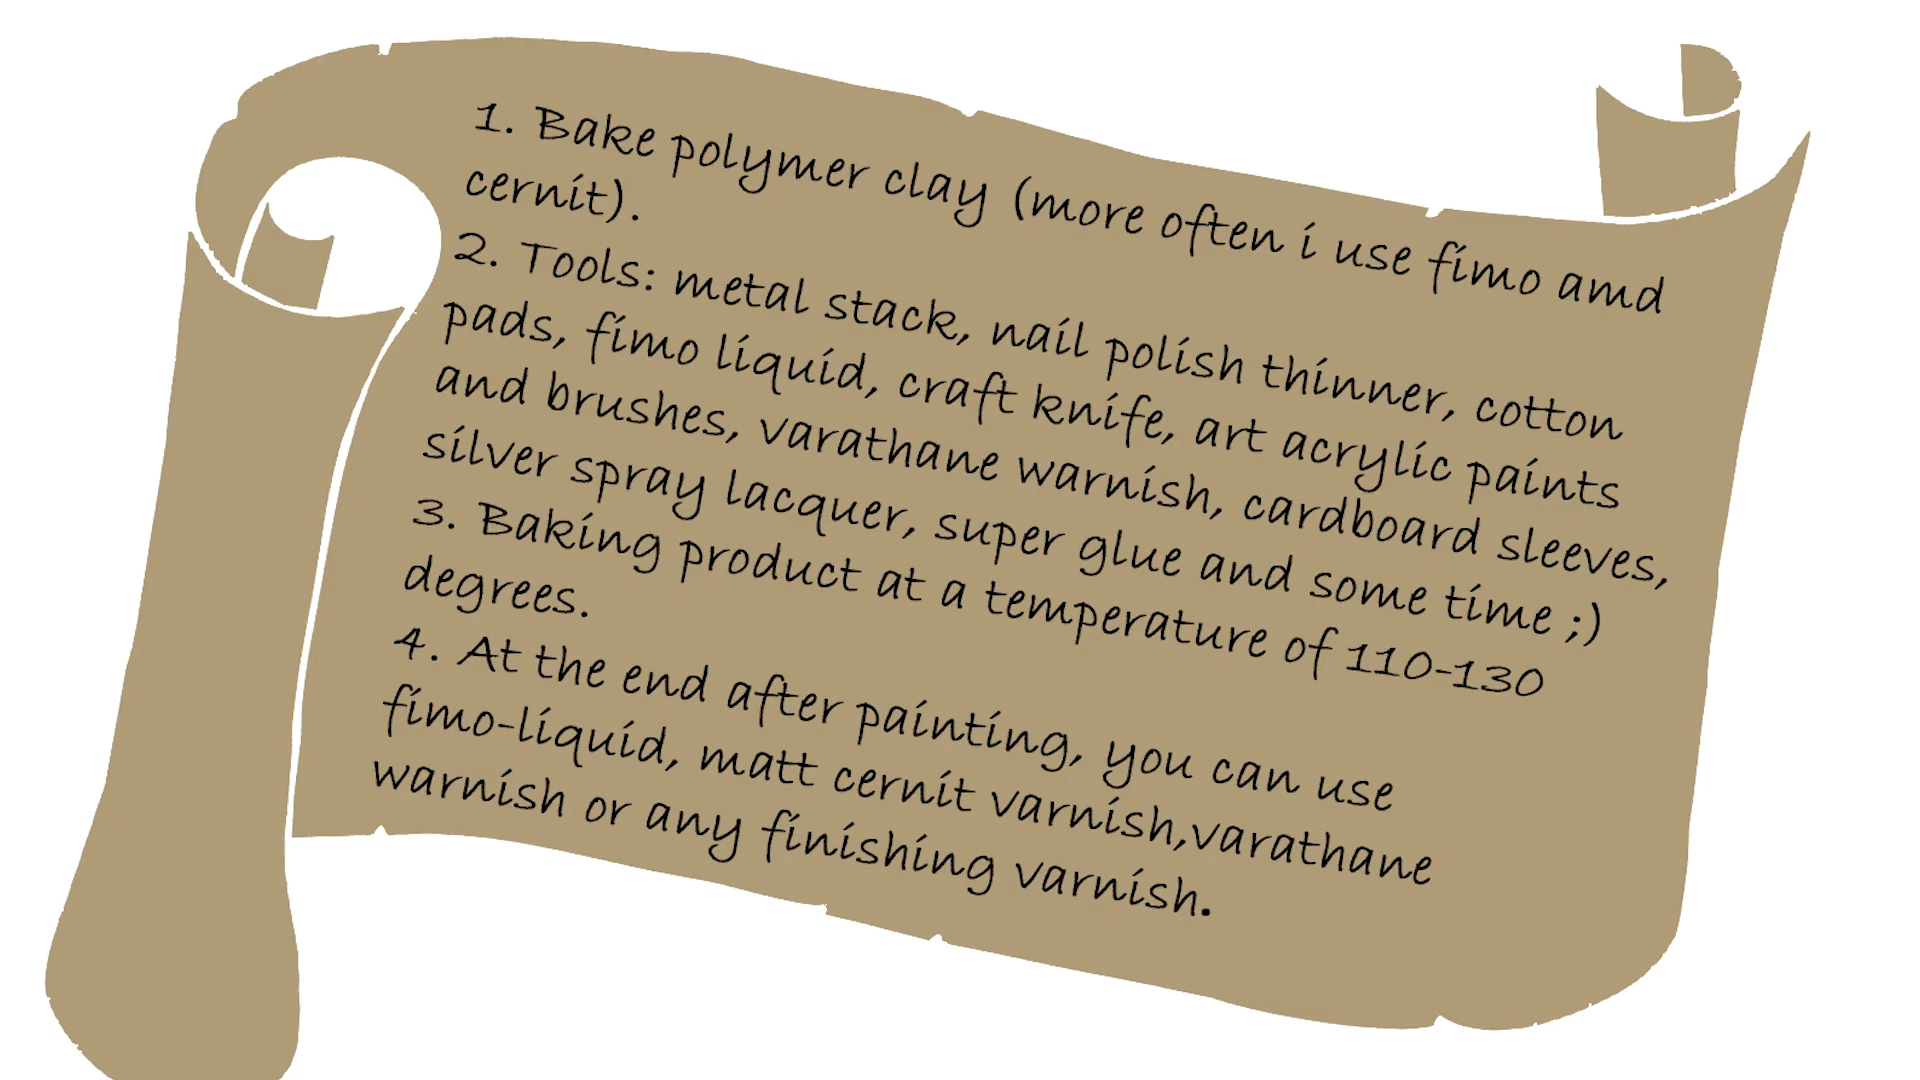 1. Bake polymer clay (more often i use fimo amd
cernit).
2. Tools: metal stack, nail polish thinner, cotton
pads, fimo liquid, craft knife, art acrylic paints
and brushes, varathane warnish, cardboard sleeves,
silver spray lacquer, super glue and some time ;)
3. Baking product at a temperature of 110-130
degrees.
4. At the end after painting, you can use
fimo-liquid, matt cernit varnish,varathane
warnish or any finishing varnish.